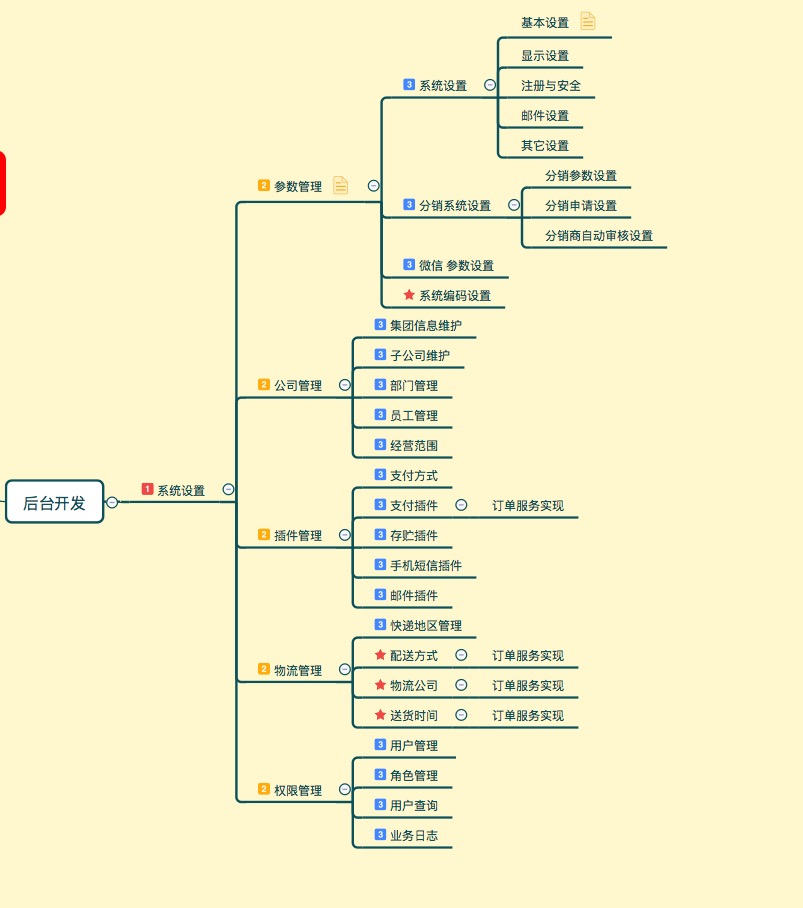 后台开发
1 系统设置
2 参数管理
3 系统设置
基本设置
显示设置
注册与安全
邮件设置
其它设置
3 分销系统设置
分销参数设置
分销申请设置
分销商自动审核设置
3 微信 参数设置
系统编码设置
2 公司管理
3 集团信息维护
3 子公司维护
3 部门管理
3 员工管理
3 经营范围
2 插件管理
3 支付方式
3 支付插件
订单服务实现
3 存贮插件
3 手机短信插件
3 邮件插件
2 物流管理
3 快递地区管理
配送方式
订单服务实现
物流公司
订单服务实现
送货时间
订单服务实现
2 权限管理
3 用户管理
3 角色管理
3 用户查询
3 业务日志